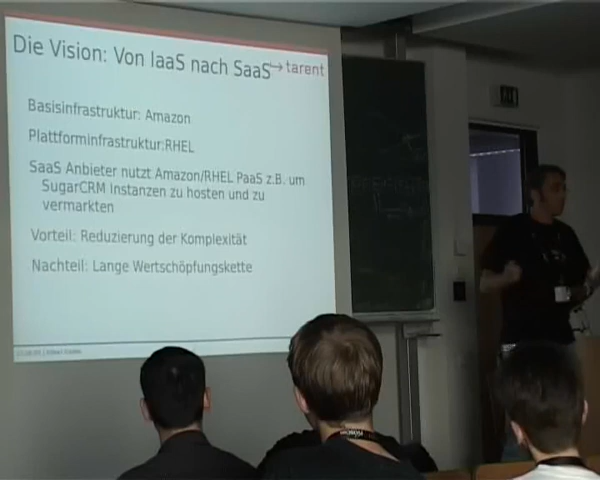 Die Vision: Von IaaS nach SaaS
→ tarent
Basisinfrastruktur: Amazon
Plattforminfrastruktur:RHEL
SaaS Anbieter nutzt Amazon/RHEL PaaS z.B. um
SugarCRM Instanzen zu hosten und zu
vermarkten
Vorteil: Reduzierung der Komplexität
Nachteil: Lange Wertschöpfungskette